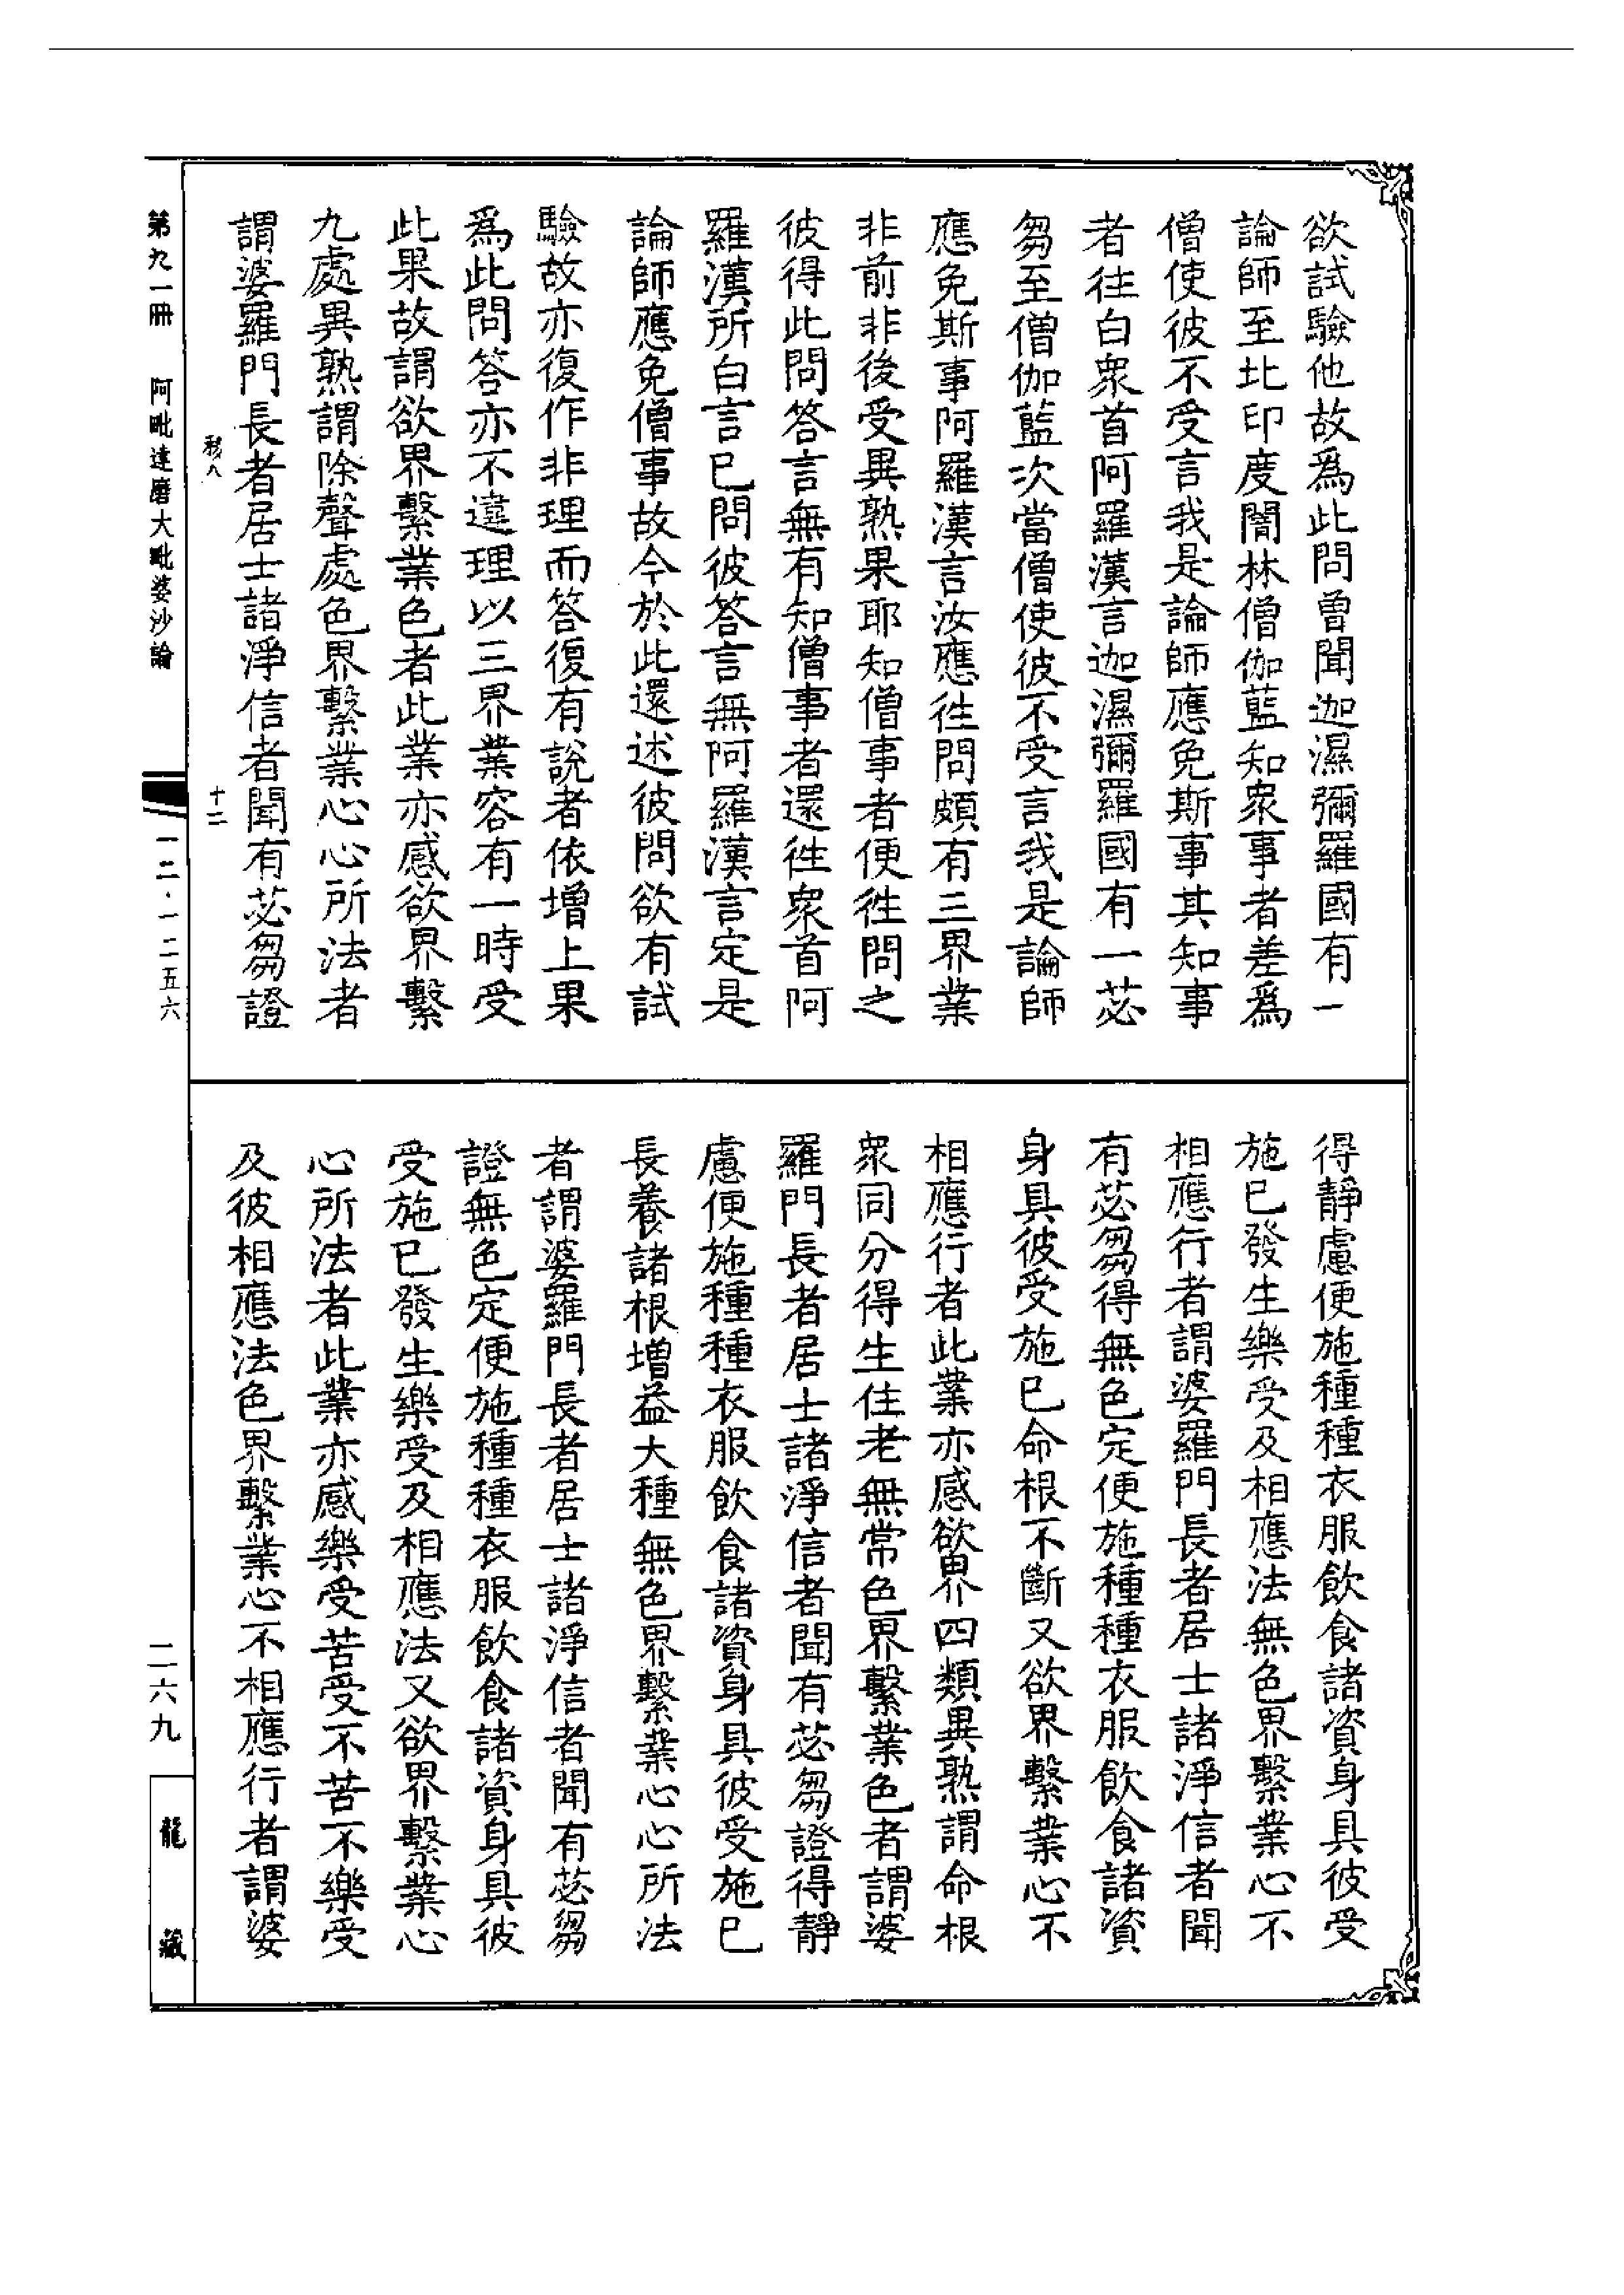 欲試驗他故為此問曾聞迦濕彌羅國有一
論師至北印度闇林僧伽藍知衆事者差為
僧使彼不受言我是論師應免斯事其知事
者往白衆首阿羅漢言迦濕彌羅國有一苾
芻至僧伽藍次當僧使彼不受言我是論師
應免斯事阿羅漢言汝應徃問頗有三界業
非前非後受異熟果耶知僧事者便徃問之
彼得此問答言無有知僧事者還徃衆首阿
羅漢所白言已問彼答言無阿羅漢言定是
論師應免僧事故今於此還述彼問欲有試
驗故亦復作非理而答復有說者依增上果
為此問答亦不違理以三界業容有一時受
此果故謂欲界繫業色者此業亦感欲界繫
九處異熟謂除聲處色界繫業心心所法者
謂婆羅門長者居士諸淨信者聞有苾芻證
得靜慮便施種種衣服飲食諸資身具彼受
施已發生樂受及相應法無色界繫業心不
相應行者謂婆羅門長者居士諸淨信者聞
有苾芻得無色定便施種種衣服飲食諸資
身具彼受施已命根不斷又欲界繫業心不
相應行者此業亦感欲界四類異熟謂命根
衆同分得生住老無常色界繫業色者謂婆
羅門長者居士諸淨信者聞有苾芻證得靜
慮便施種種衣服飲食諸資身具彼受施已
長養諸根增益大種無色界繫業心心所法
者謂婆羅門長者居士諸淨信者聞有苾芻
證無色定便施種種衣服飲食諸資身具彼
受施已發生樂受及相應法又欲界繫業心
心所法者此業亦感樂受苦受不苦不樂受
及彼相應法色界繫業心不相應行者謂婆
十二
第九一冊 阿毗達磨大毗婆沙論
一二·一二五六
二六九
龍藏